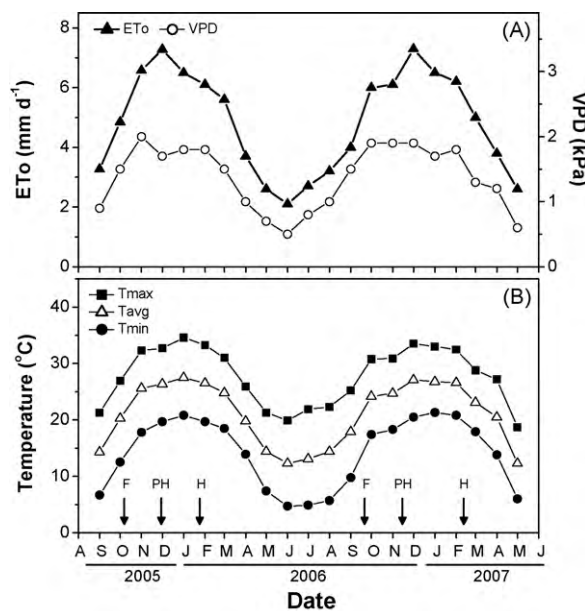 ETo VPD (A)
8
6
4
2
0
ETo (mm d-1)
3
2
1
0
VPD (kPa)
Tmax (B)
Tavg
Tmin
40
30
20
10
0
Temperature (oC)
F PH H F PH H
A S O N D J F M A M J J A S O N D J F M A M J
2005 2006 2007
Date